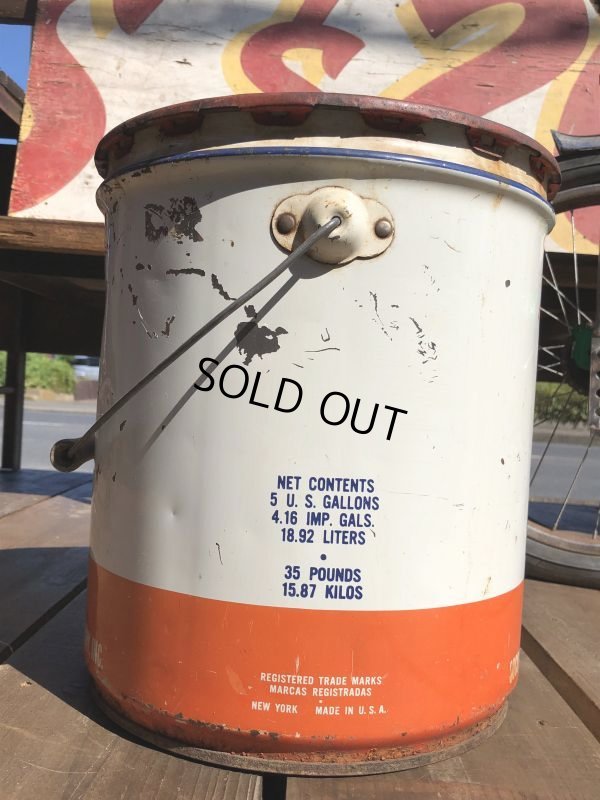 SOLD OUT
NET CONTENTS
5 U. S. GALLONS
4.16 IMP. GALS.
18.92 LITERS
•
35 POUNDS
15.87 KILOS
INC.
REGISTERED TRADE MARKS
MARCAS REGISTRADAS
NEW YORK MADE IN U. S. A.